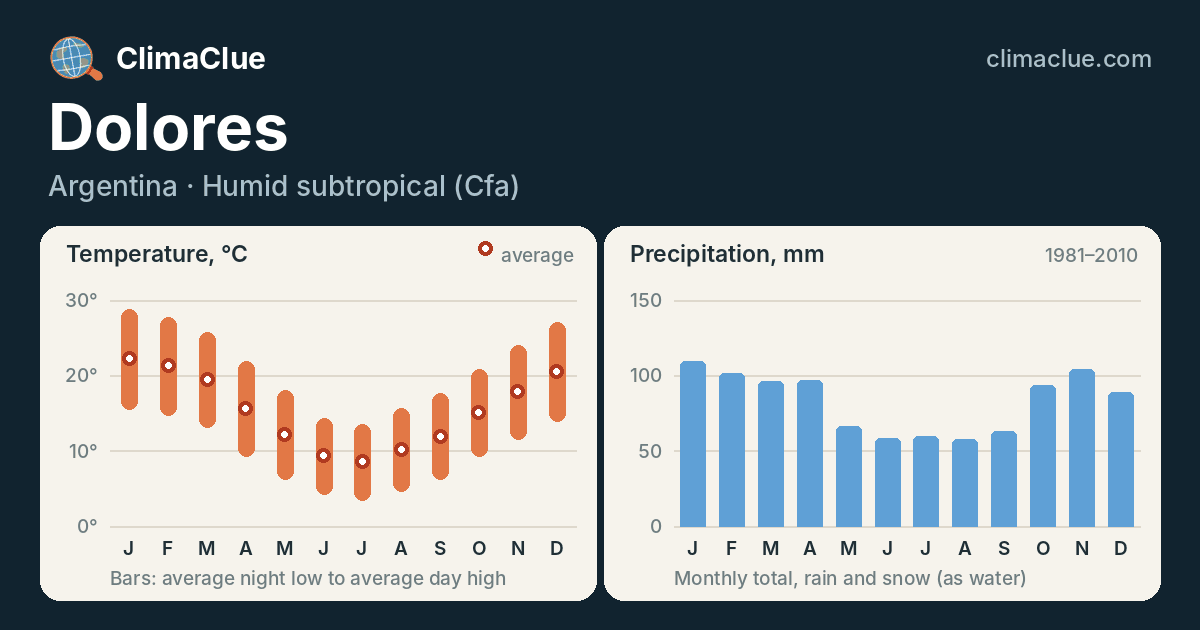 ClimaClue
climaclue.com
Dolores
Argentina · Humid subtropical (Cfa)
Temperature, °C
average
30°
20°
10°
0°
J F M A M J J A S O N D
Bars: average night low to average day high
Precipitation, mm
1981–2010
150
100
50
0
J F M A M J J A S O N D
Monthly total, rain and snow (as water)